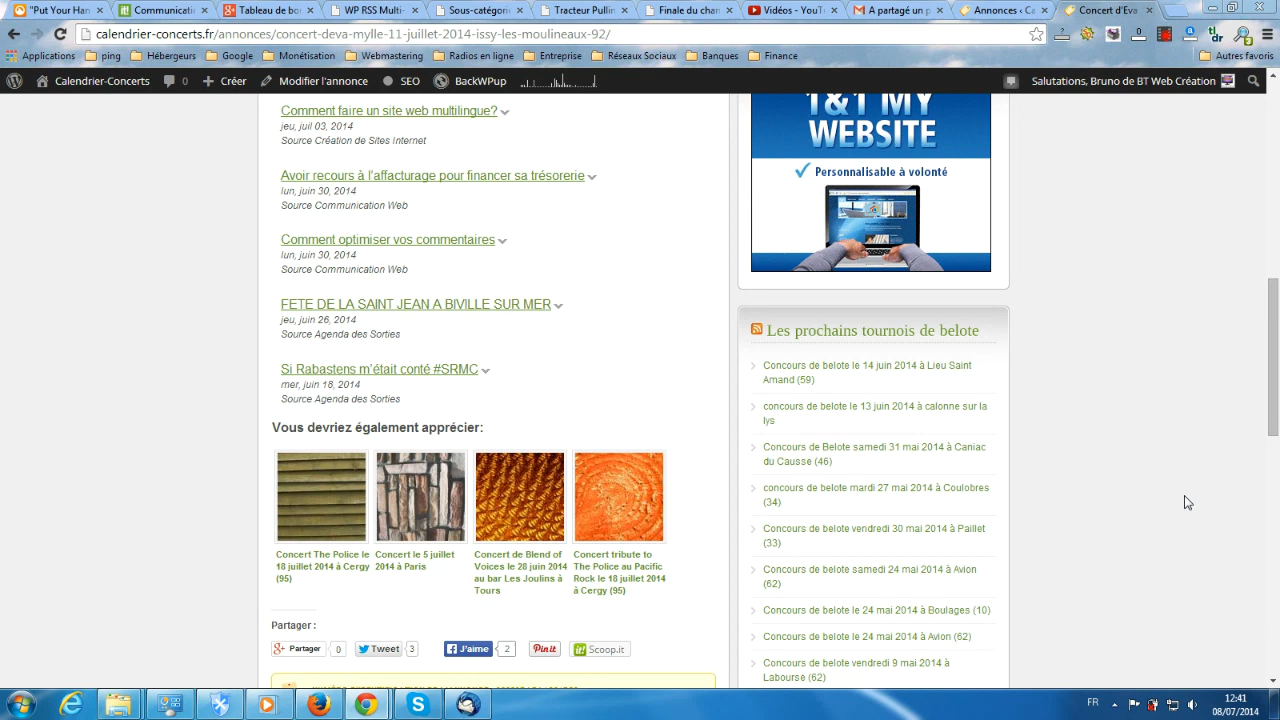 "Put Your Han
Communicati
Tableau de bo
WP RSS Multi-
Sous-catégori
Tracteur Pullin
Finale du chan
Vidéos - YouT
A partagé un p
Annonces ‹ Ca
Concert d'Eva
calendrier-concerts.fr/annonces/concert-deva-mylle-11-juillet-2014-issy-les-moulineaux-92/
Applications ping Hébergeurs Google Monétisation Webmastering Radios en ligne Entreprise Réseaux Sociaux Banques Finance Autres favoris
Calendrier-Concerts 0 Créer Modifier l'annonce SEO BackWPup Salutations, Bruno de BT Web Création
Comment faire un site web multilingue?
jeu, juil 03, 2014
Source Création de Sites Internet
Avoir recours à l'affacturage pour financer sa trésorerie
lun, juin 30, 2014
Source Communication Web
Comment optimiser vos commentaires
lun, juin 30, 2014
Source Communication Web
FETE DE LA SAINT JEAN A BIVILLE SUR MER
jeu, juin 26, 2014
Source Agenda des Sorties
Si Rabastens m'était conté #SRMC
mer, juin 18, 2014
Source Agenda des Sorties
Vous devriez également apprécier:
Concert The Police le
18 juillet 2014 à Cergy
(95)
Concert le 5 juillet
2014 à Paris
Concert de Blend of
Voices le 28 juin 2014
au bar Les Joulins à
Tours
Concert tribute to
The Police au Pacific
Rock le 18 juillet 2014
à Cergy (95)
Partager :
Partager 0 Tweet 3 J'aime 2 Pin it Scoop.it
1&1 MY
WEBSITE
Personnalisable à volonté
Les prochains tournois de belote
Concours de belote le 14 juin 2014 à Lieu Saint
Amand (59)
concours de belote le 13 juin 2014 à calonne sur la
lys
Concours de Belote samedi 31 mai 2014 à Caniac
du Causse (46)
concours de belote mardi 27 mai 2014 à Coulobres
(34)
Concours de belote vendredi 30 mai 2014 à Paillet
(33)
Concours de belote samedi 24 mai 2014 à Avion
(62)
Concours de belote le 24 mai 2014 à Boulages (10)
Concours de belote le 24 mai 2014 à Avion (62)
Concours de belote vendredi 9 mai 2014 à
Labourse (62)
FR
12:41
08/07/2014